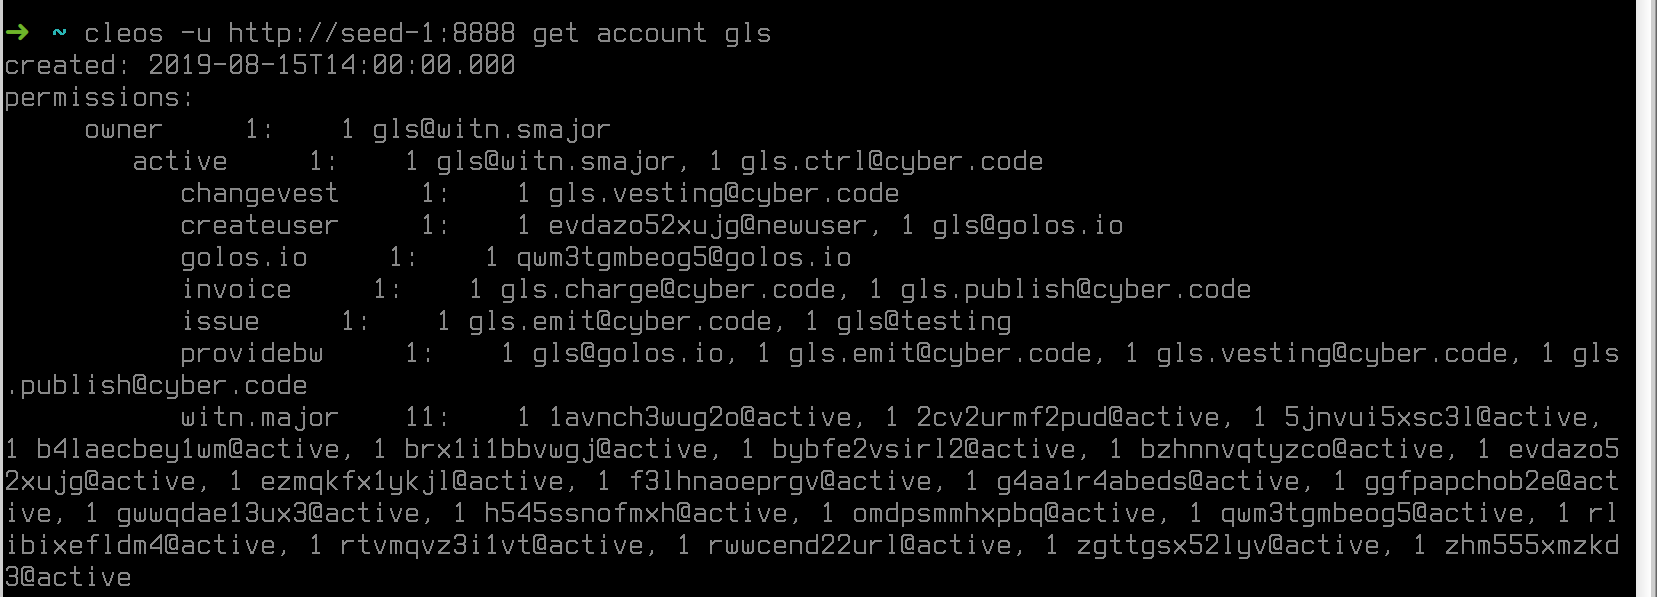 ➜ ~ cleos -u http://seed-1:8888 get account gls
created: 2019-08-15T14:00:00.000
permissions:
     owner     1:    1 gls@witn.smajor
        active     1:    1 gls@witn.smajor, 1 gls.ctrl@cyber.code
           changevest     1:    1 gls.vesting@cyber.code
           createuser     1:    1 evdazo52xujg@newuser, 1 gls@golos.io
           golos.io     1:    1 qwm3tgmbeog5@golos.io
           invoice     1:    1 gls.charge@cyber.code, 1 gls.publish@cyber.code
           issue     1:    1 gls.emit@cyber.code, 1 gls@testing
           providebw     1:    1 gls@golos.io, 1 gls.emit@cyber.code, 1 gls.vesting@cyber.code, 1 gls
.publish@cyber.code
           witn.major    11:    1 1avnch3wug2o@active, 1 2cv2urmf2pud@active, 1 5jnvui5xsc3l@active,
1 b4laecbey1wm@active, 1 brx1i1bbvwgj@active, 1 bybfe2vsirl2@active, 1 bzhnnvqtyzco@active, 1 evdazo5
2xujg@active, 1 ezmqkfx1ykjl@active, 1 f3lhnaoeprgv@active, 1 g4aa1r4abeds@active, 1 ggfpapchob2e@act
ive, 1 gwwqdae13ux3@active, 1 h545ssnofmxh@active, 1 omdpsmmhxpbq@active, 1 qwm3tgmbeog5@active, 1 rl
ibixefldm4@active, 1 rtvmqvz3i1vt@active, 1 rwwcend22url@active, 1 zgttgsx52lyv@active, 1 zhm555xmzkd
3@active